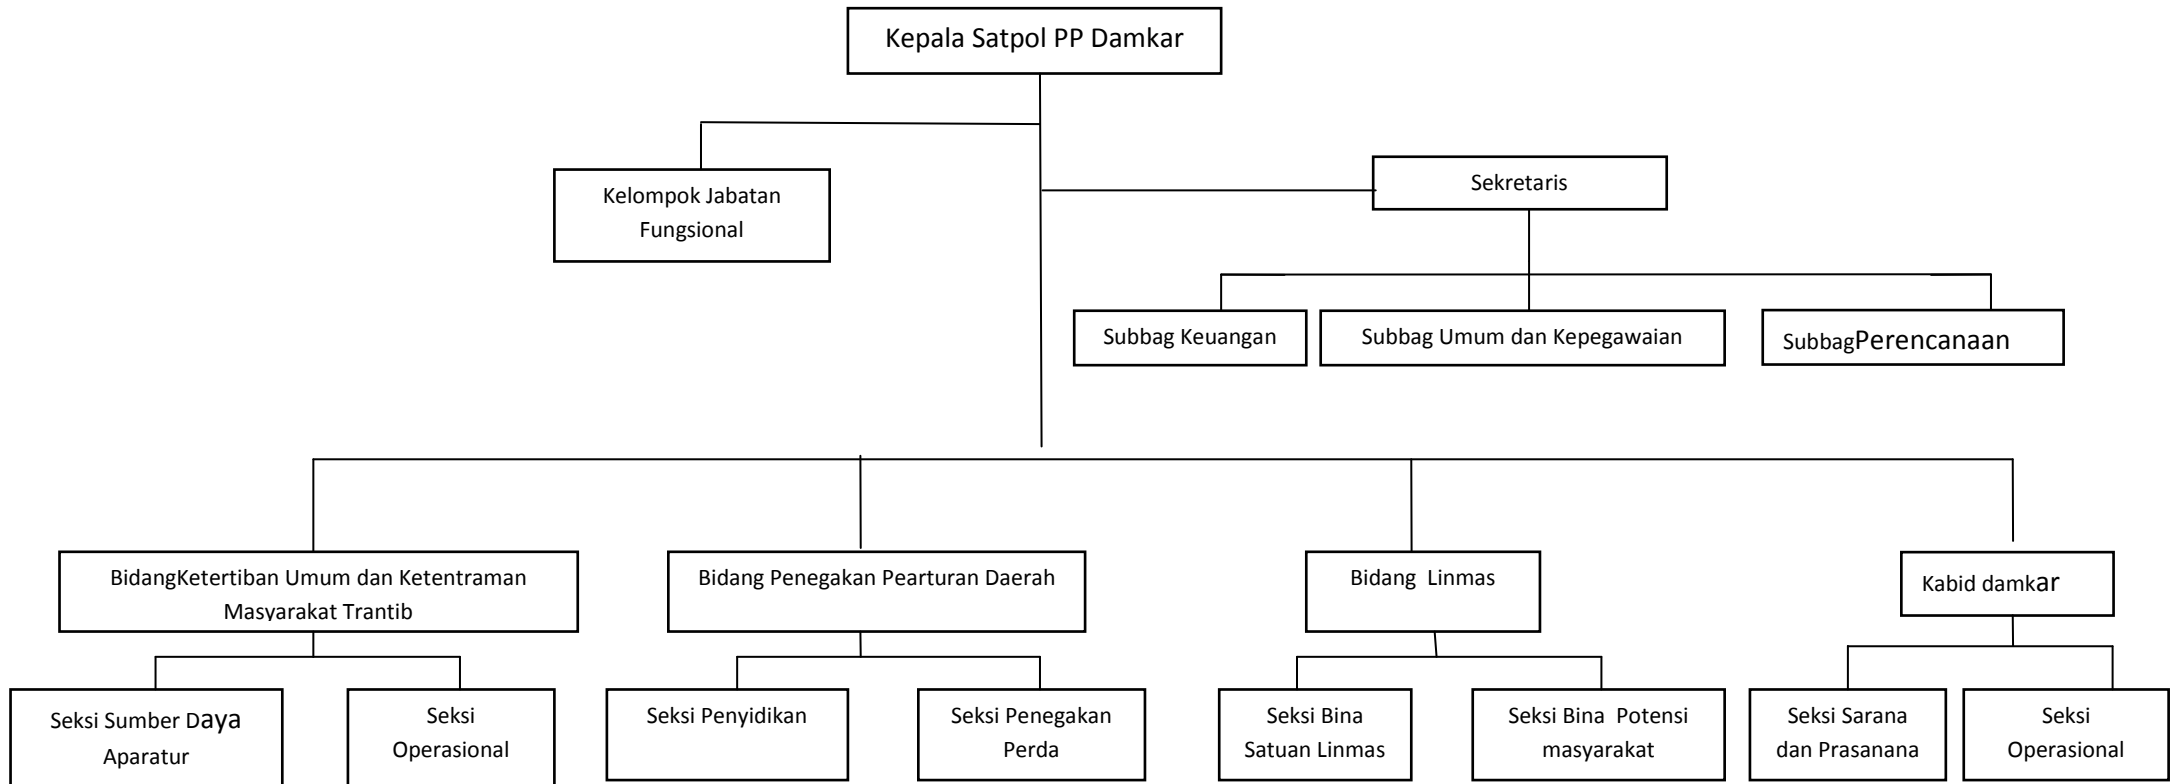 Kepala Satpol PP Damkar
Kelompok Jabatan
Fungsional
Sekretaris
Subbag Keuangan
Subbag Umum dan Kepegawaian
SubbagPerencanaan
BidangKetertiban Umum dan Ketentraman
Masyarakat Trantib
Bidang Penegakan Pearturan Daerah
Bidang Linmas
Kabid damkar
Seksi Sumber Daya
Aparatur
Seksi
Operasional
Seksi Penyidikan
Seksi Penegakan
Perda
Seksi Bina
Satuan Linmas
Seksi Bina Potensi
masyarakat
Seksi Sarana
dan Prasanana
Seksi
Operasional